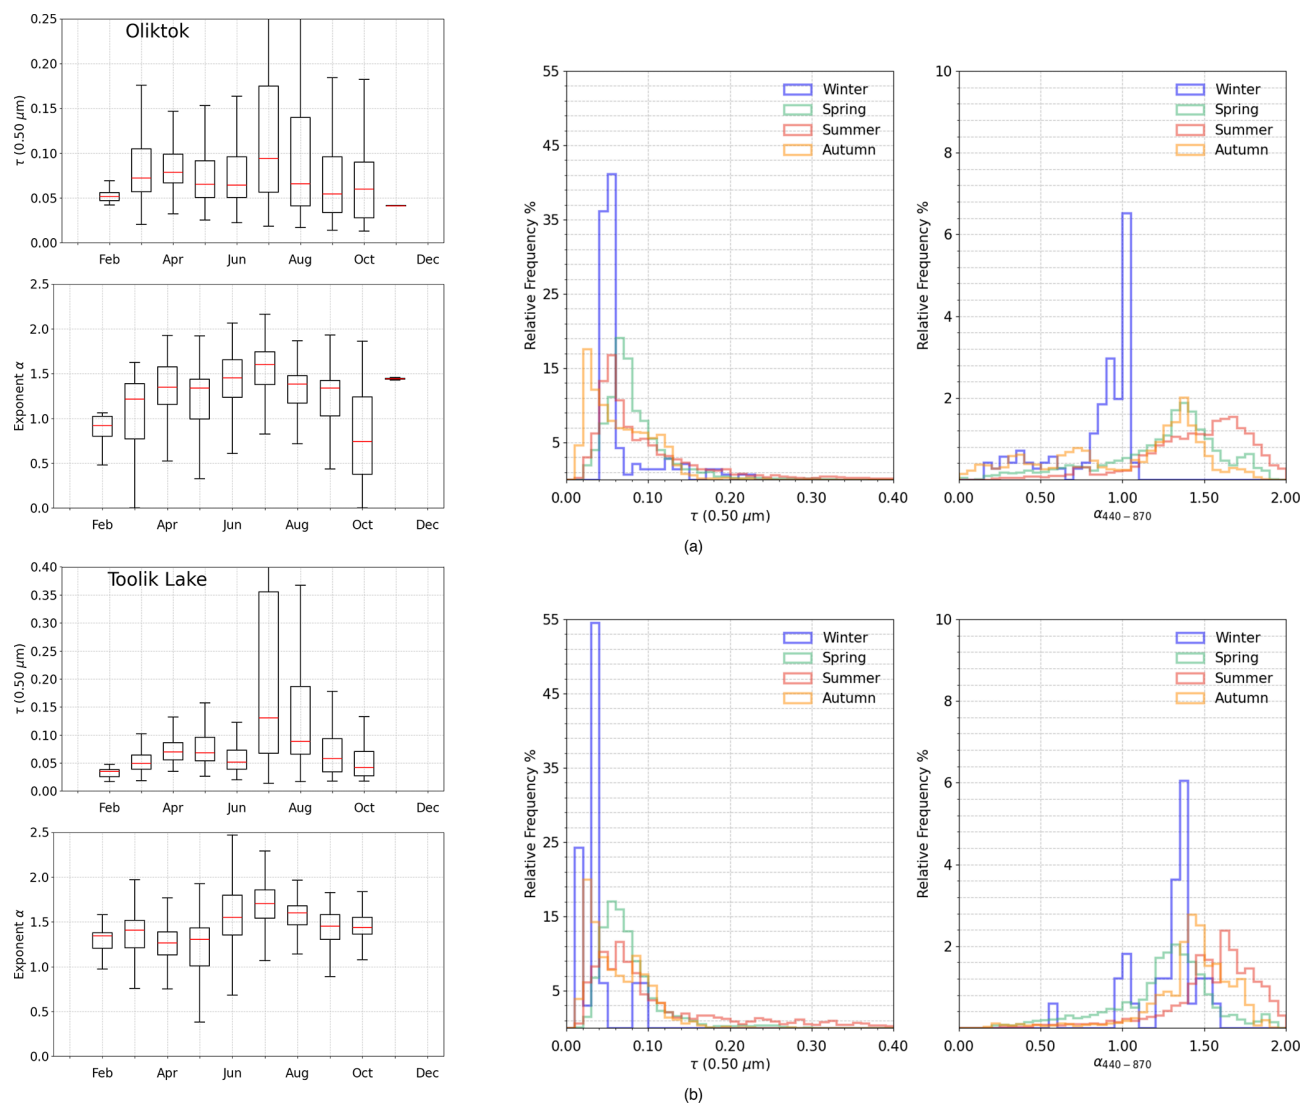 Oliktok
τ (0.50 μm)
0.25
0.20
0.15
0.10
0.05
0.00
Feb Apr Jun Aug Oct Dec
Exponent α
2.5
2.0
1.5
1.0
0.5
0.0
Feb Apr Jun Aug Oct Dec
Relative Frequency %
55
45
35
25
15
5
Winter
Spring
Summer
Autumn
0.00 0.10 0.20 0.30 0.40
τ (0.50 μm)
Relative Frequency %
10
8
6
4
2
Winter
Spring
Summer
Autumn
0.00 0.50 1.00 1.50 2.00
α440−870
(a)
Toolik Lake
τ (0.50 μm)
0.40
0.35
0.30
0.25
0.20
0.15
0.10
0.05
0.00
Feb Apr Jun Aug Oct Dec
Exponent α
2.5
2.0
1.5
1.0
0.5
0.0
Feb Apr Jun Aug Oct Dec
Relative Frequency %
55
45
35
25
15
5
Winter
Spring
Summer
Autumn
0.00 0.10 0.20 0.30 0.40
τ (0.50 μm)
Relative Frequency %
10
8
6
4
2
Winter
Spring
Summer
Autumn
0.00 0.50 1.00 1.50 2.00
α440−870
(b)